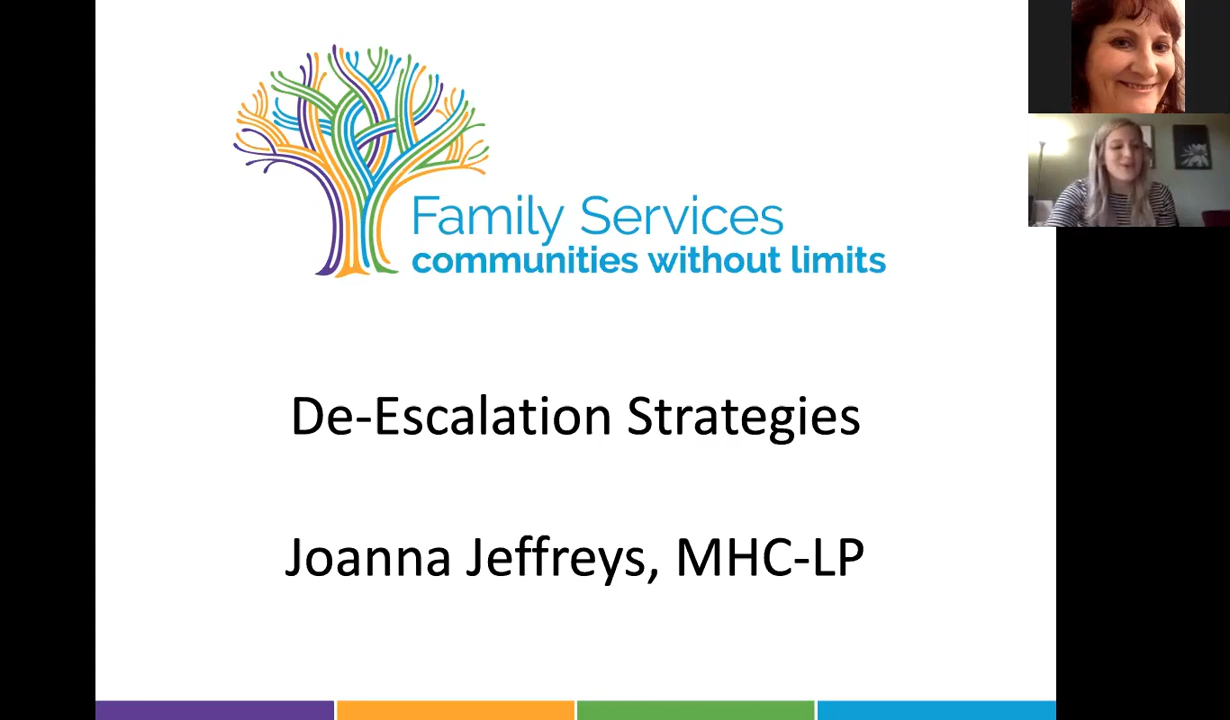 Family Services
communities without limits
De-Escalation Strategies
Joanna Jeffreys, MHC-LP